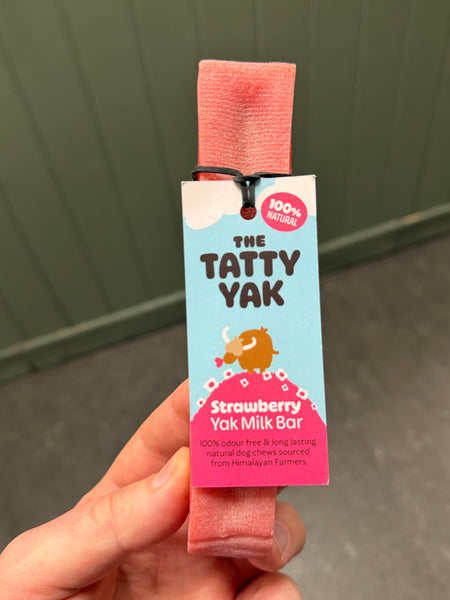 100%
NATURAL
THE
TATTY
YAK
Strawberry
Yak Milk Bar
100% odour free & long lasting
natural dog chews sourced
from Himalayan Farmers